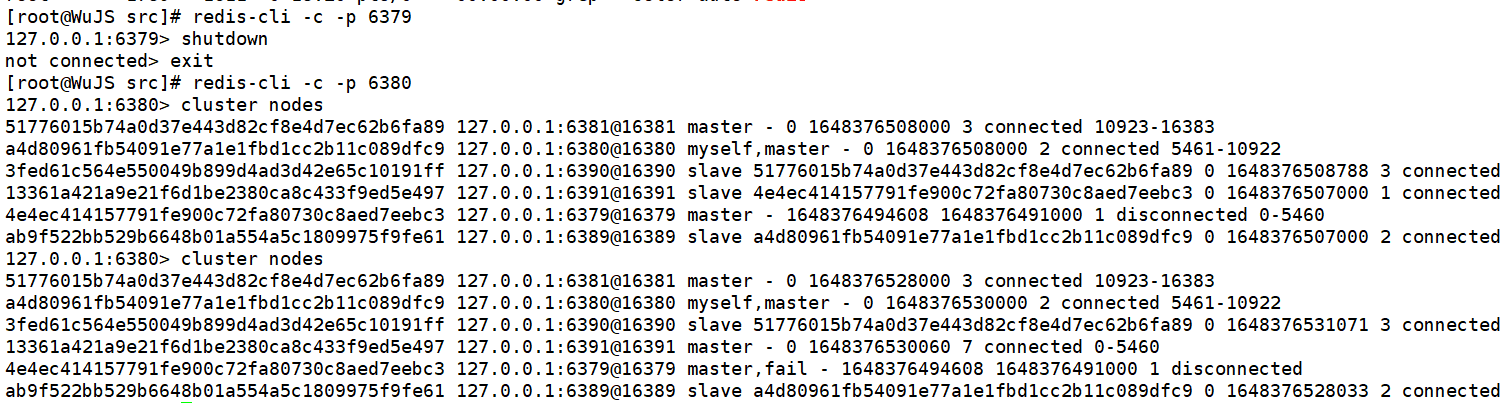 [root@WuJS src]# redis-cli -c -p 6379
127.0.0.1:6379> shutdown
not connected> exit
[root@WuJS src]# redis-cli -c -p 6380
127.0.0.1:6380> cluster nodes
51776015b74a0d37e443d82cf8e4d7ec62b6fa89 127.0.0.1:6381@16381 master - 0 1648376508000 3 connected 10923-16383
a4d80961fb54091e77a1e1fbd1cc2b11c089dfc9 127.0.0.1:6380@16380 myself,master - 0 1648376508000 2 connected 5461-10922
3fed61c564e550049b899d4ad3d42e65c10191ff 127.0.0.1:6390@16390 slave 51776015b74a0d37e443d82cf8e4d7ec62b6fa89 0 1648376508788 3 connected
13361a421a9e21f6d1be2380ca8c433f9ed5e497 127.0.0.1:6391@16391 slave 4e4ec414157791fe900c72fa80730c8aed7eebc3 0 1648376507000 1 connected
4e4ec414157791fe900c72fa80730c8aed7eebc3 127.0.0.1:6379@16379 master - 1648376494608 1648376491000 1 disconnected 0-5460
ab9f522bb529b6648b01a554a5c1809975f9fe61 127.0.0.1:6389@16389 slave a4d80961fb54091e77a1e1fbd1cc2b11c089dfc9 0 1648376507000 2 connected
127.0.0.1:6380> cluster nodes
51776015b74a0d37e443d82cf8e4d7ec62b6fa89 127.0.0.1:6381@16381 master - 0 1648376528000 3 connected 10923-16383
a4d80961fb54091e77a1e1fbd1cc2b11c089dfc9 127.0.0.1:6380@16380 myself,master - 0 1648376530000 2 connected 5461-10922
3fed61c564e550049b899d4ad3d42e65c10191ff 127.0.0.1:6390@16390 slave 51776015b74a0d37e443d82cf8e4d7ec62b6fa89 0 1648376531071 3 connected
13361a421a9e21f6d1be2380ca8c433f9ed5e497 127.0.0.1:6391@16391 master - 0 1648376530060 7 connected 0-5460
4e4ec414157791fe900c72fa80730c8aed7eebc3 127.0.0.1:6379@16379 master,fail - 1648376494608 1648376491000 1 disconnected
ab9f522bb529b6648b01a554a5c1809975f9fe61 127.0.0.1:6389@16389 slave a4d80961fb54091e77a1e1fbd1cc2b11c089dfc9 0 1648376528033 2 connected